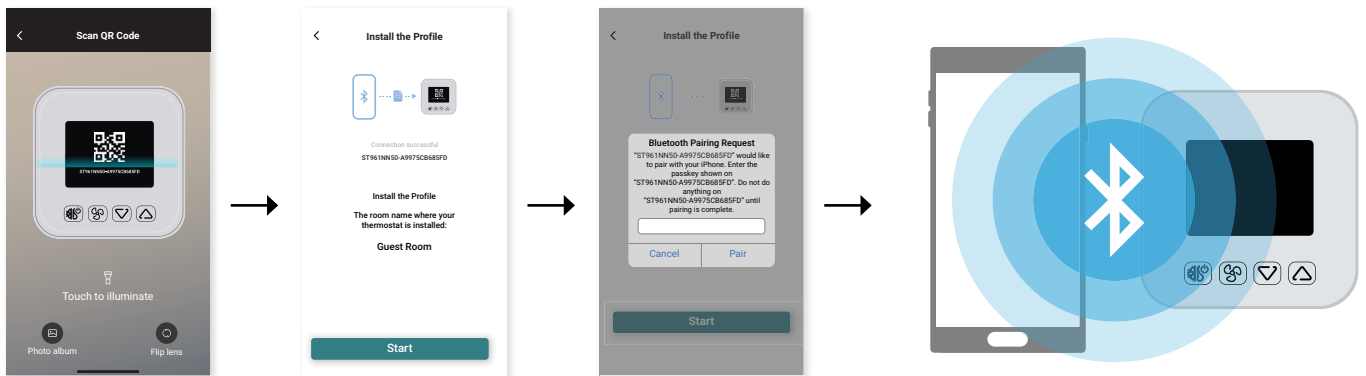 Scan QR Code
ST961NN50-A9975CB685FD
Touch to illuminate
Photo album
Flip lens
Install the Profile
Connection successful
ST961NN50-A9975CB685FD
Install the Profile
The room name where your
thermostat is installed:
Guest Room
Start
Install the Profile
Bluetooth Pairing Request
"ST961NN50-A9975CB685FD" would like
to pair with your iPhone. Enter the
passkey shown on
"ST961NN50-A9975CB685FD". Do not do
anything on
"ST961NN50-A9975CB685FD" until
pairing is complete.
Cancel
Pair
Start